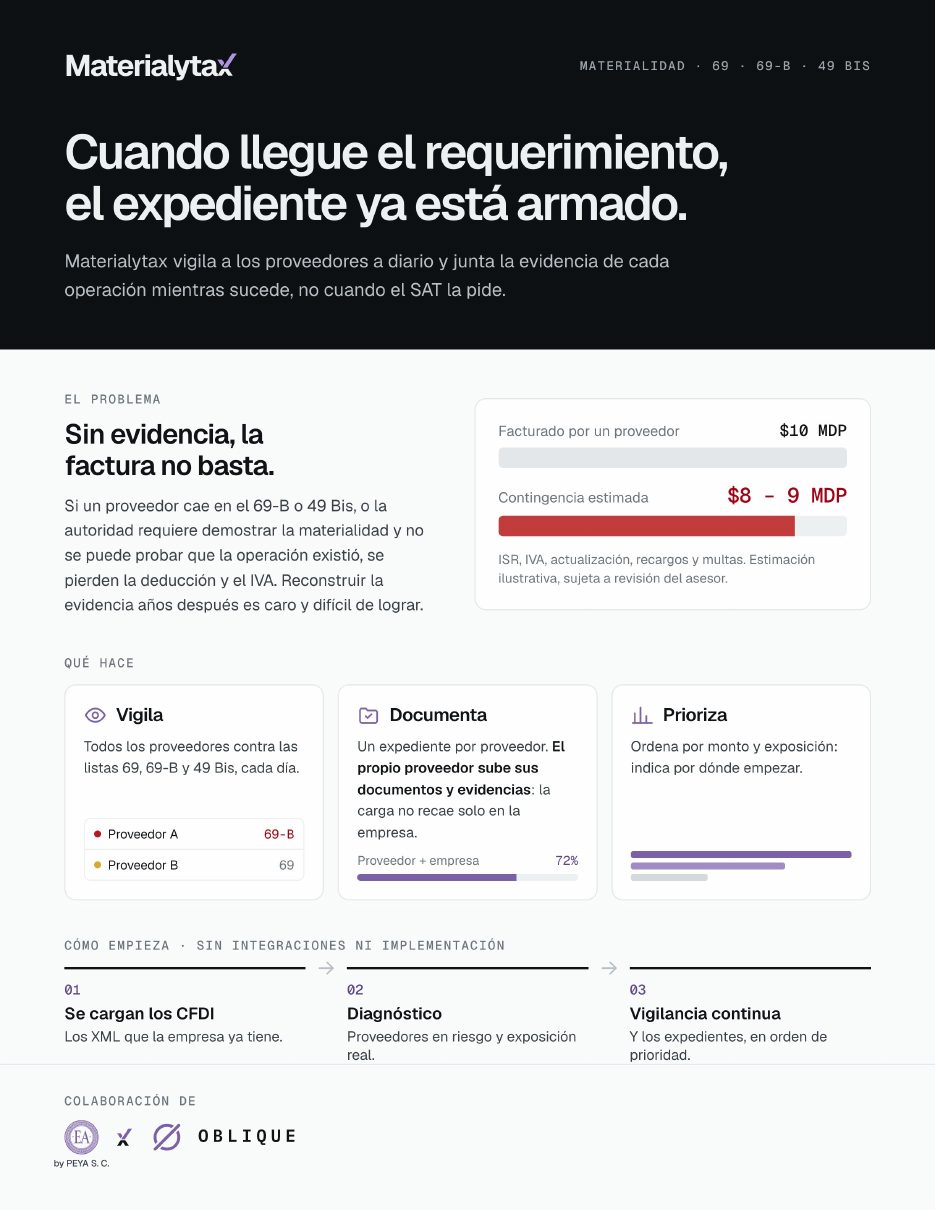 Materialytax
MATERIALIDAD · 69 · 69-B · 49 BIS
Cuando llegue el requerimiento,
el expediente ya está armado.
Materialytax vigila a los proveedores a diario y junta la evidencia de cada
operación mientras sucede, no cuando el SAT la pide.
EL PROBLEMA
Sin evidencia, la
factura no basta.
Si un proveedor cae en el 69-B o 49 Bis, o la
autoridad requiere demostrar la materialidad y no
se puede probar que la operación existió, se
pierden la deducción y el IVA. Reconstruir la
evidencia años después es caro y difícil de lograr.
Facturado por un proveedor
$10 MDP
Contingencia estimada
$8 – 9 MDP
ISR, IVA, actualización, recargos y multas. Estimación
ilustrativa, sujeta a revisión del asesor.
QUÉ HACE
Vigila
Todos los proveedores contra las
listas 69, 69-B y 49 Bis, cada día.
Proveedor A
69-B
Proveedor B
69
Documenta
Un expediente por proveedor. El
propio proveedor sube sus
documentos y evidencias: la
carga no recae solo en la
empresa.
Proveedor + empresa
72%
Prioriza
Ordena por monto y exposición:
indica por dónde empezar.
CÓMO EMPIEZA · SIN INTEGRACIONES NI IMPLEMENTACIÓN
01
Se cargan los CFDI
Los XML que la empresa ya tiene.
02
Diagnóstico
Proveedores en riesgo y exposición
real.
03
Vigilancia continua
Y los expedientes, en orden de
prioridad.
COLABORACIÓN DE
EA
by PEYA S. C.
OBLIQUE